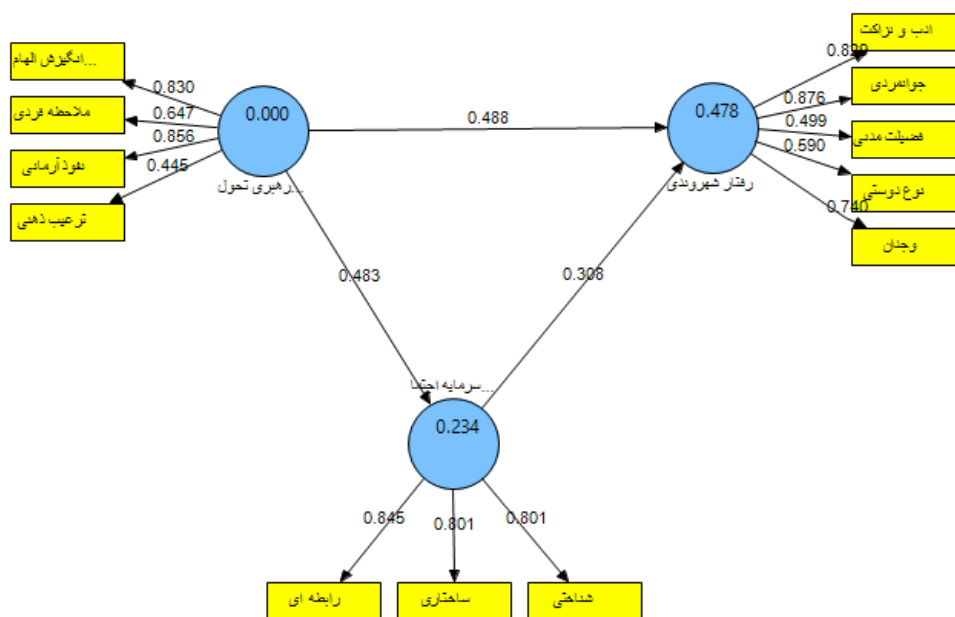 انگیزش الهام...
ملاحظه فردی
نفوذ آرمانی
ترغیب ذهنی
0.830
0.647
0.856
0.445
0.000
رهبری تحول...
0.488
0.483
0.308
0.478
رفتار شهروندی
ادب و نزاکت
جوانمردی
فضیلت مدنی
نوع دوستی
وجدان
0.876
0.499
0.590
0.740
سرمایه اجتما...
0.234
0.845
0.801
0.801
رابطه ای
ساختاری
شناختی